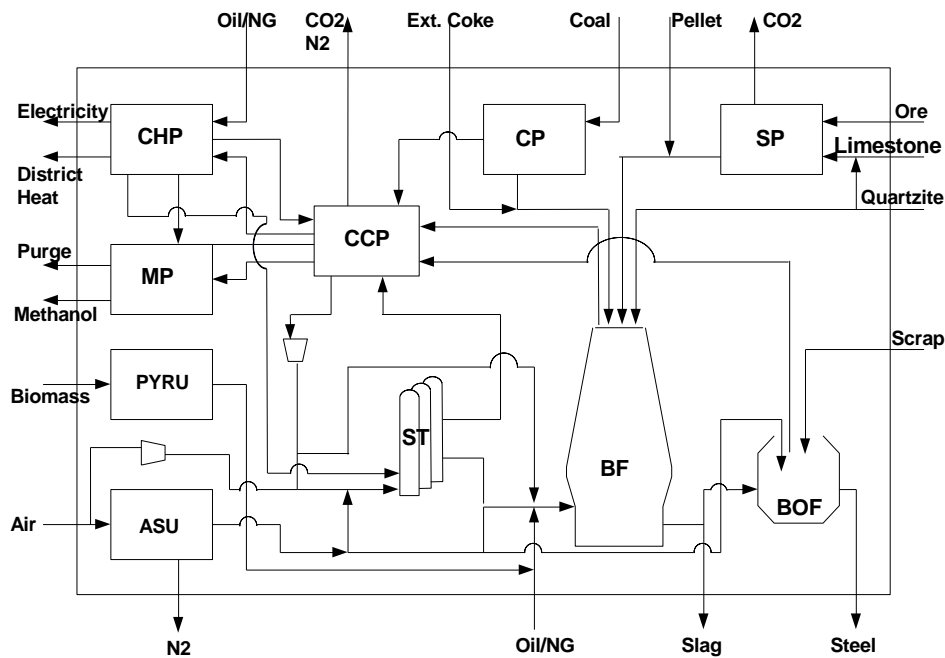 Oil/NG
CO2
N2
Ext. Coke
Coal
Pellet
CO2
Electricity
CHP
CP
SP
Ore
Limestone
District
Heat
Quartzite
CCP
Purge
MP
Methanol
Scrap
PYRU
Biomass
ST
BF
BOF
Air
ASU
N2
Oil/NG
Slag
Steel